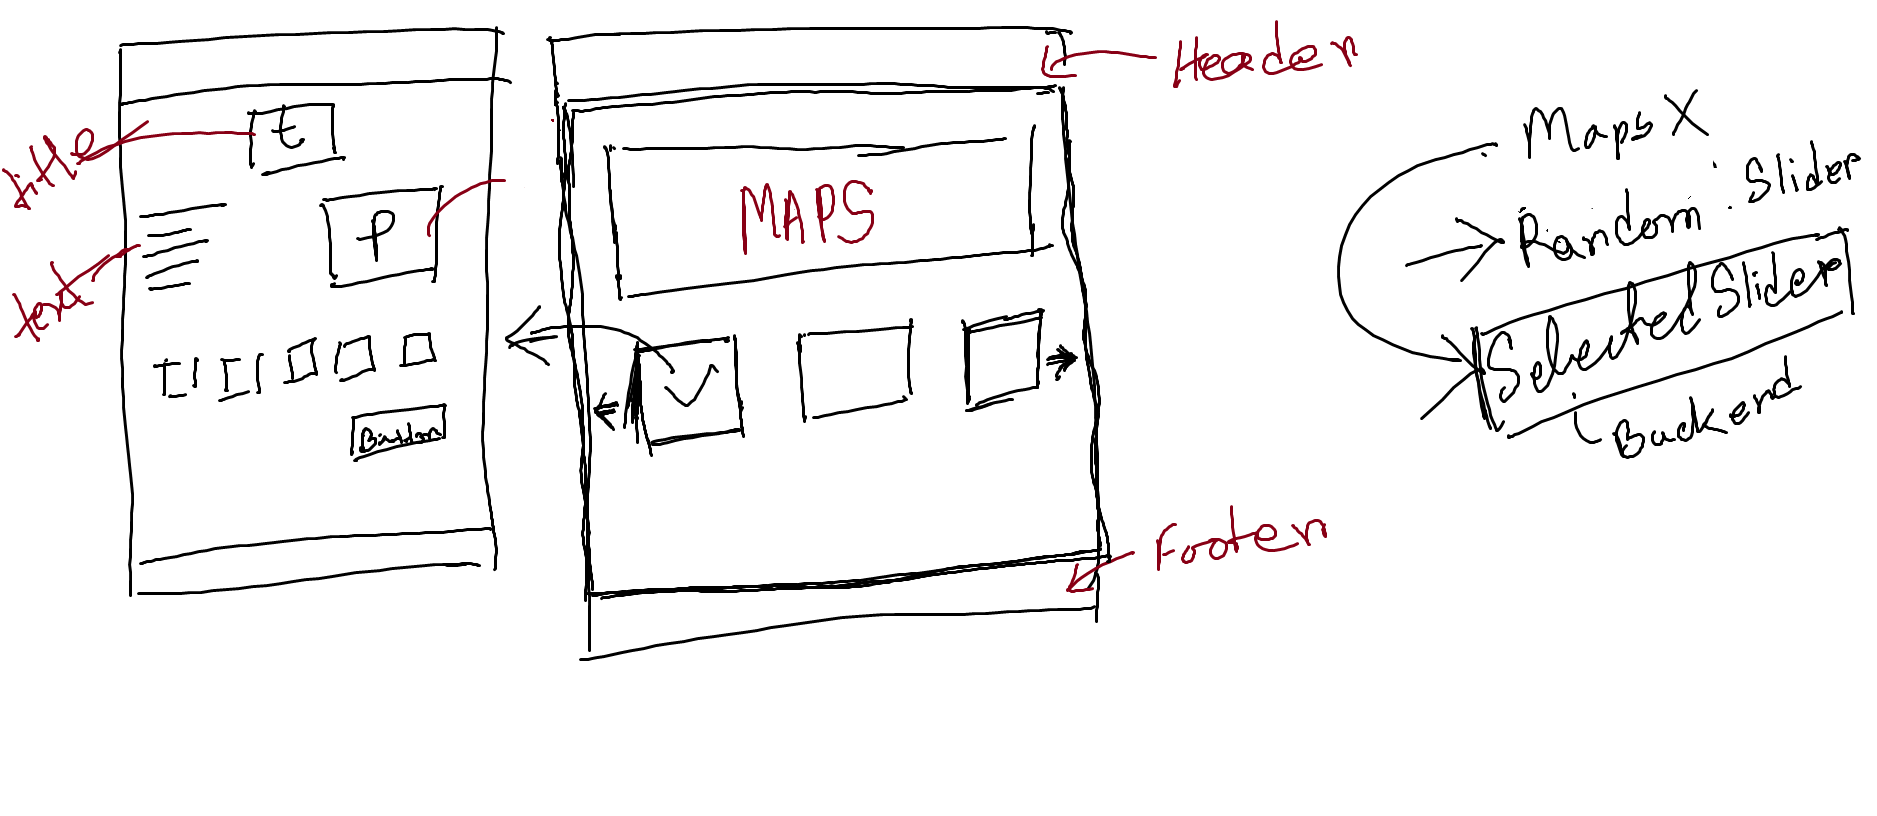 Header
title
t
Maps X
Random Slider
MAPS
P
text
Selected Slider
Button
Backend
Footer